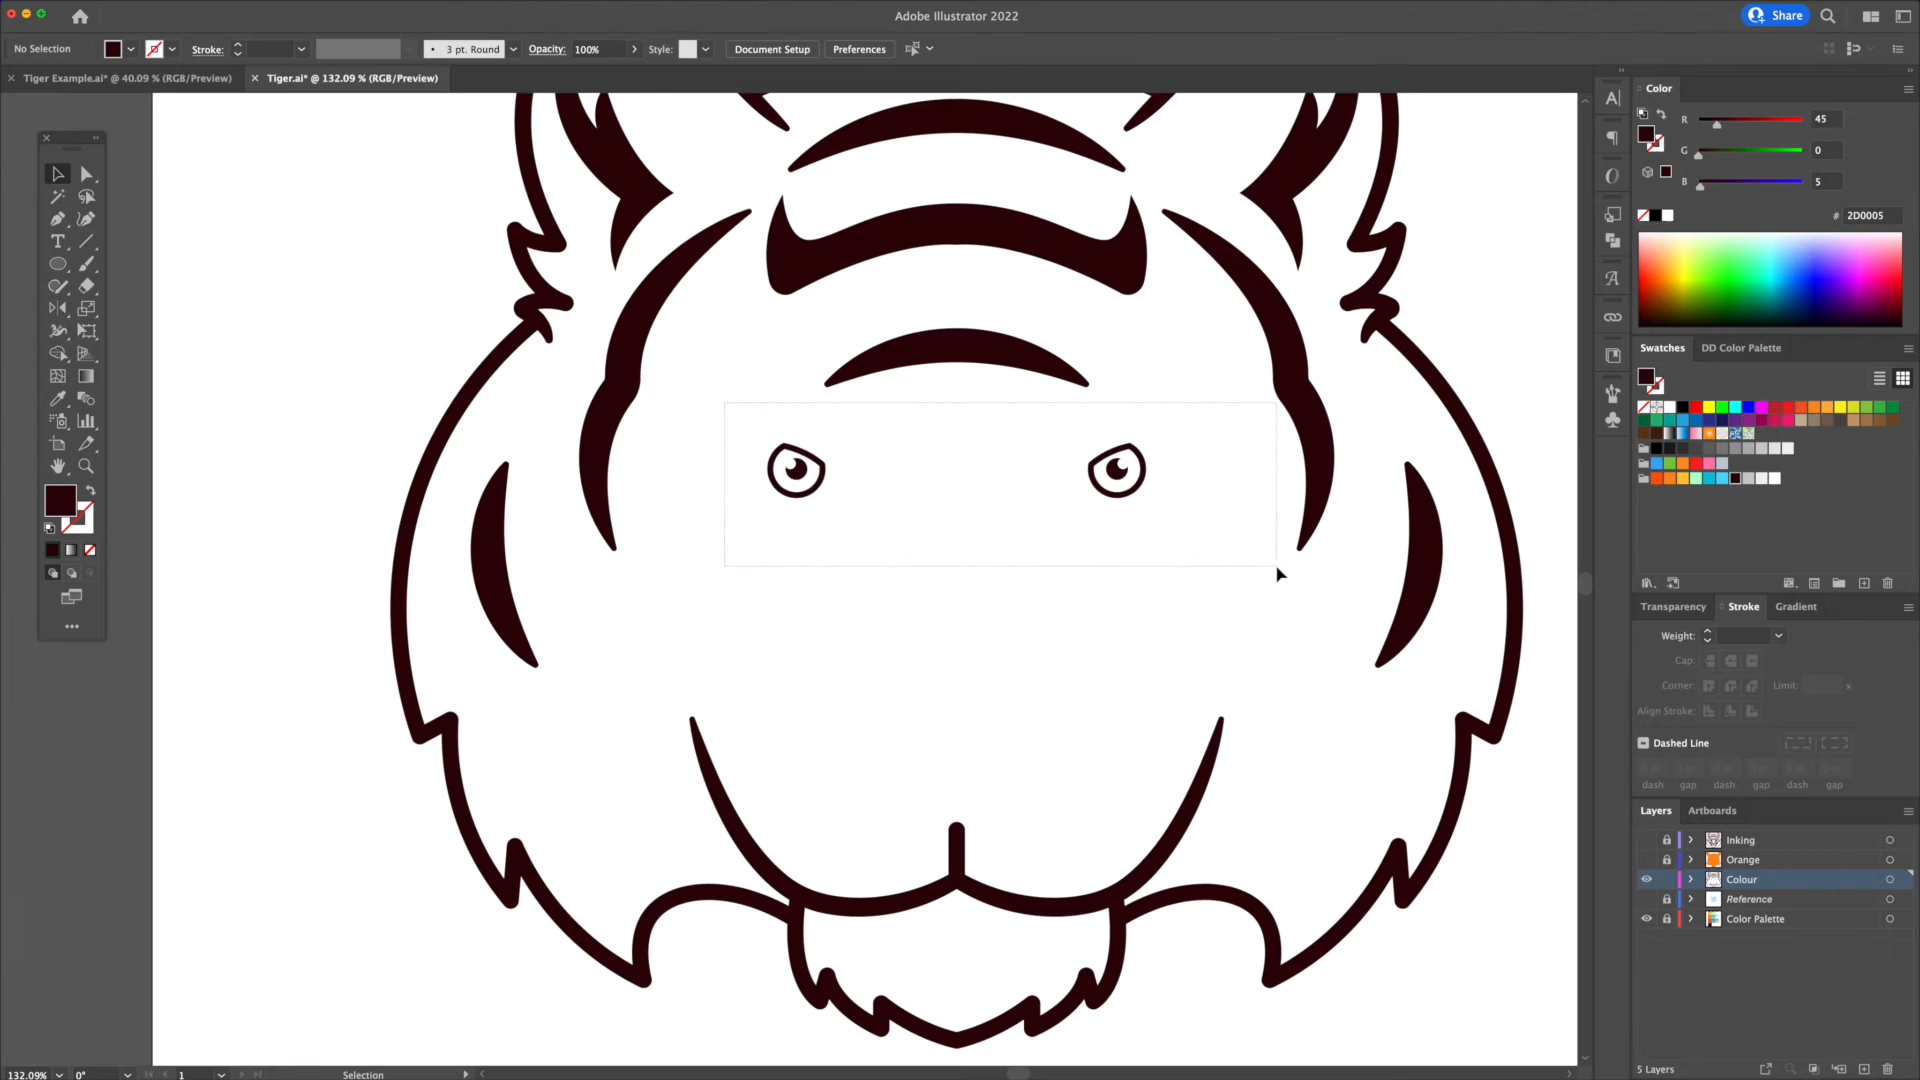 Adobe Illustrator 2022
Share
No Selection
Stroke:
3 pt. Round
Opacity:
100%
Style:
Document Setup
Preferences
Tiger Example.ai* @ 40.09 % (RGB/Preview)
Tiger.ai* @ 132.09 % (RGB/Preview)
Color
R
45
G
0
B
5
# 2D0005
Swatches
DD Color Palette
Transparency
Stroke
Gradient
Weight:
Cap:
Corner:
Limit:
x
Align Stroke:
Dashed Line
dash
gap
dash
gap
dash
gap
Layers
Artboards
Inking
Orange
Colour
Reference
Color Palette
5 Layers
132.09%
0°
1
Selection